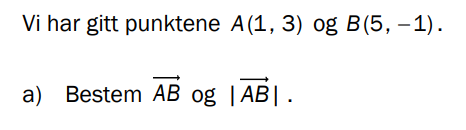 Vi har gitt punktene A(1, 3) og B(5, −1).
a) Bestem $\overrightarrow{AB}$ og |$\overrightarrow{AB}$|.